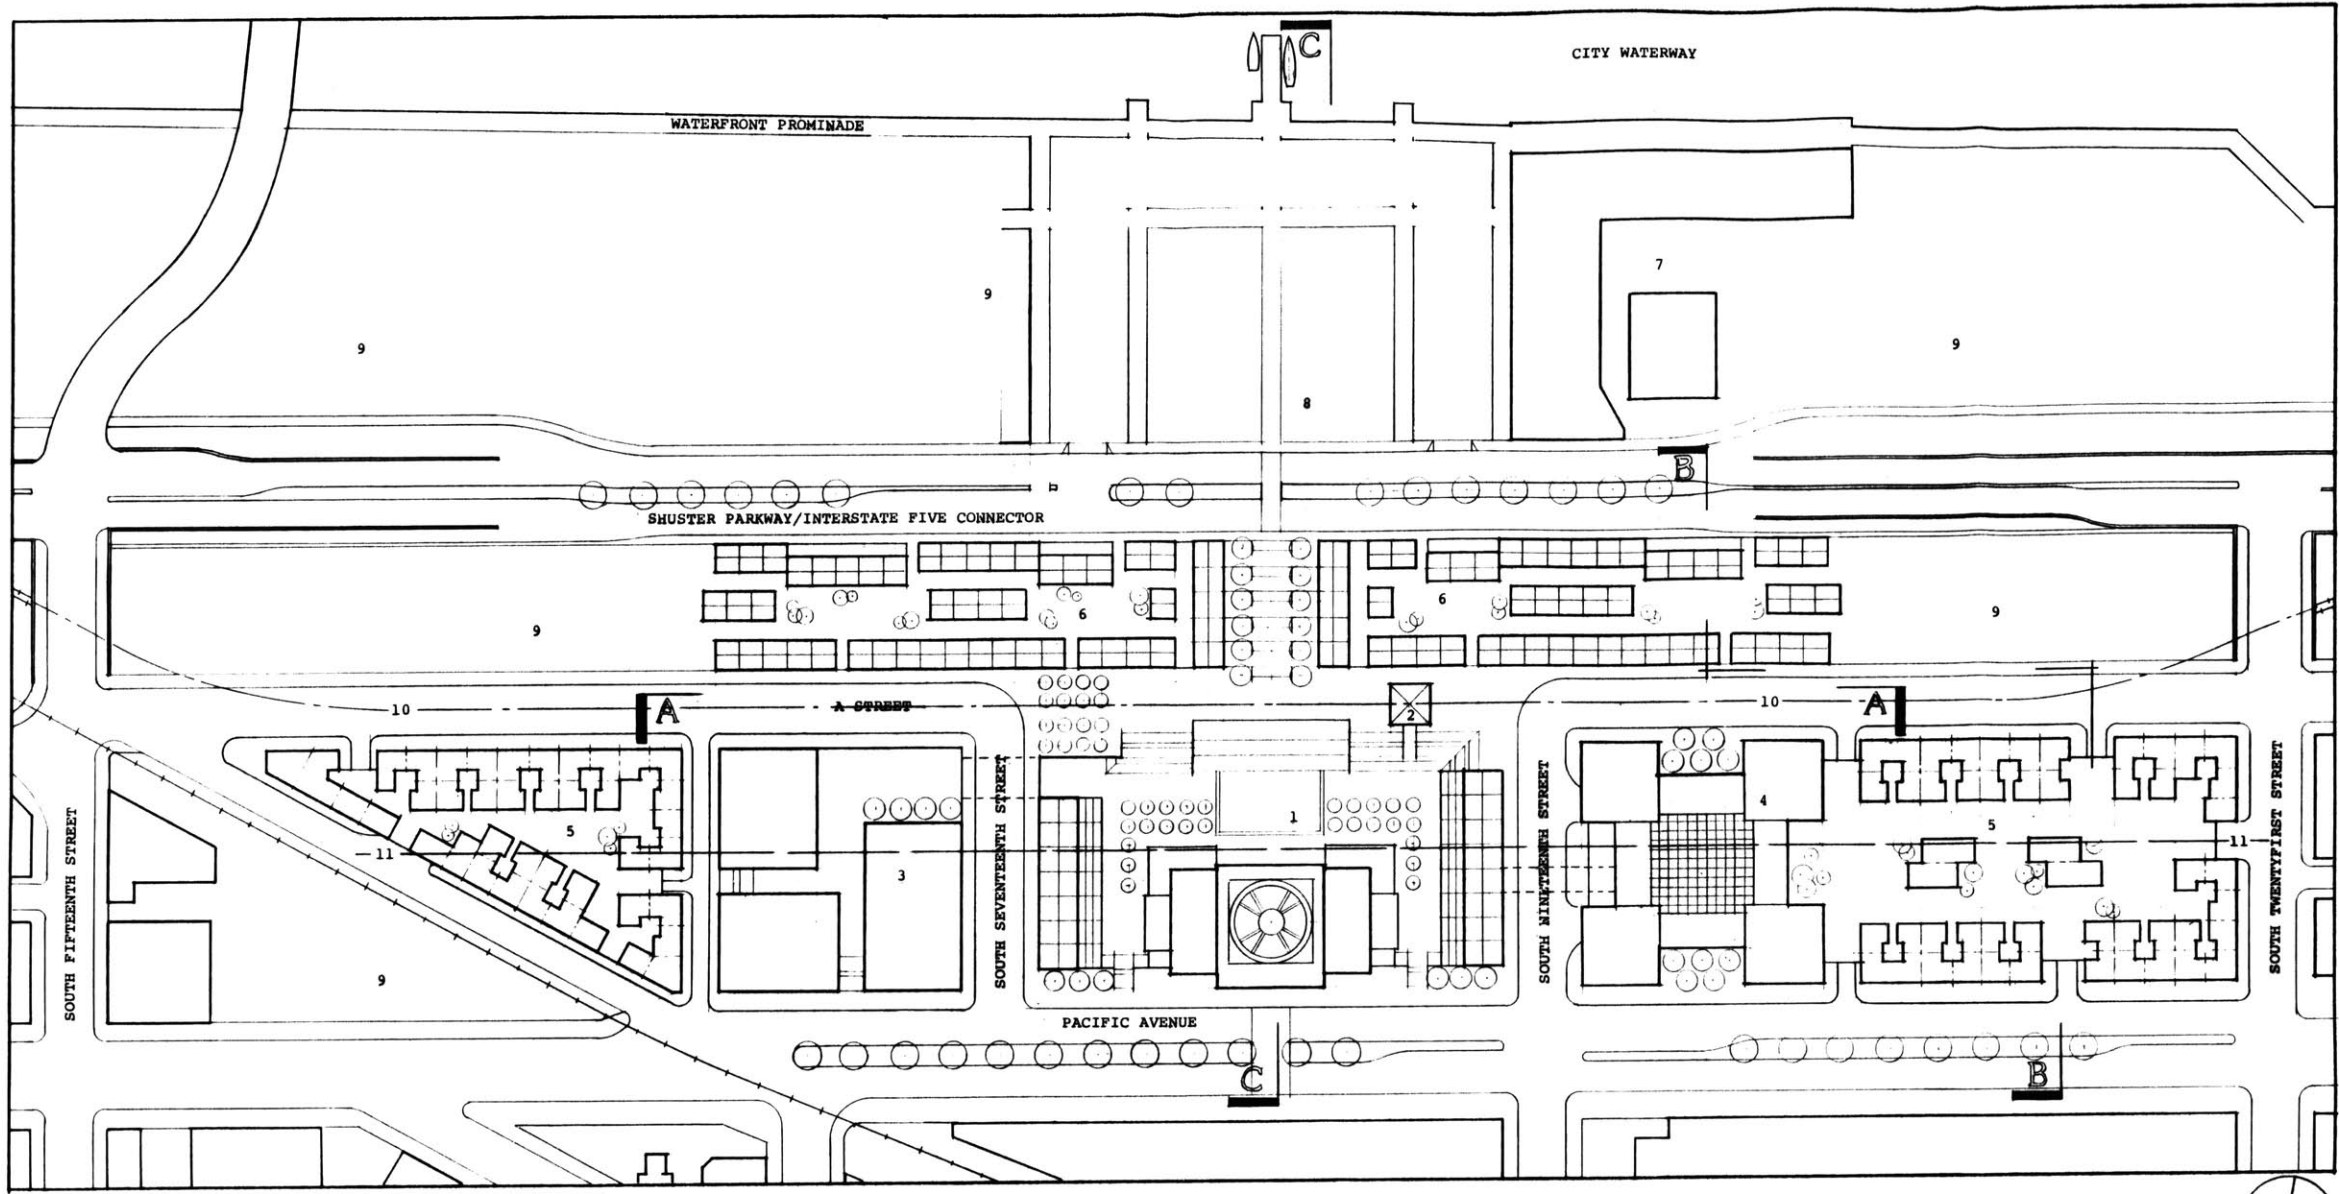 C
CITY WATERWAY
WATERFRONT PROMINADE
7
9
9
9
8
B
SHUSTER PARKWAY/INTERSTATE FIVE CONNECTOR
6
6
9
9
10
A
A STREET
2
10
A
SOUTH FIFTEENTH STREET
5
11
3
SOUTH SEVENTEENTH STREET
1
SOUTH NINETEENTH STREET
4
5
11
SOUTH TWENTYFIRST STREET
9
PACIFIC AVENUE
C
B